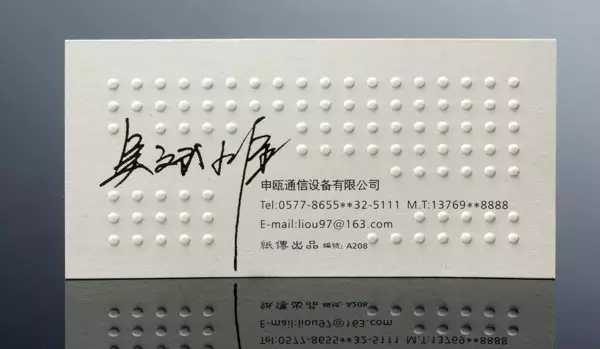 申瓯通信设备有限公司
Tel:0577-8655**32-5111 M.T:13769**8888
E-mail:liou97@163.com
紙傳出品 編號: A208